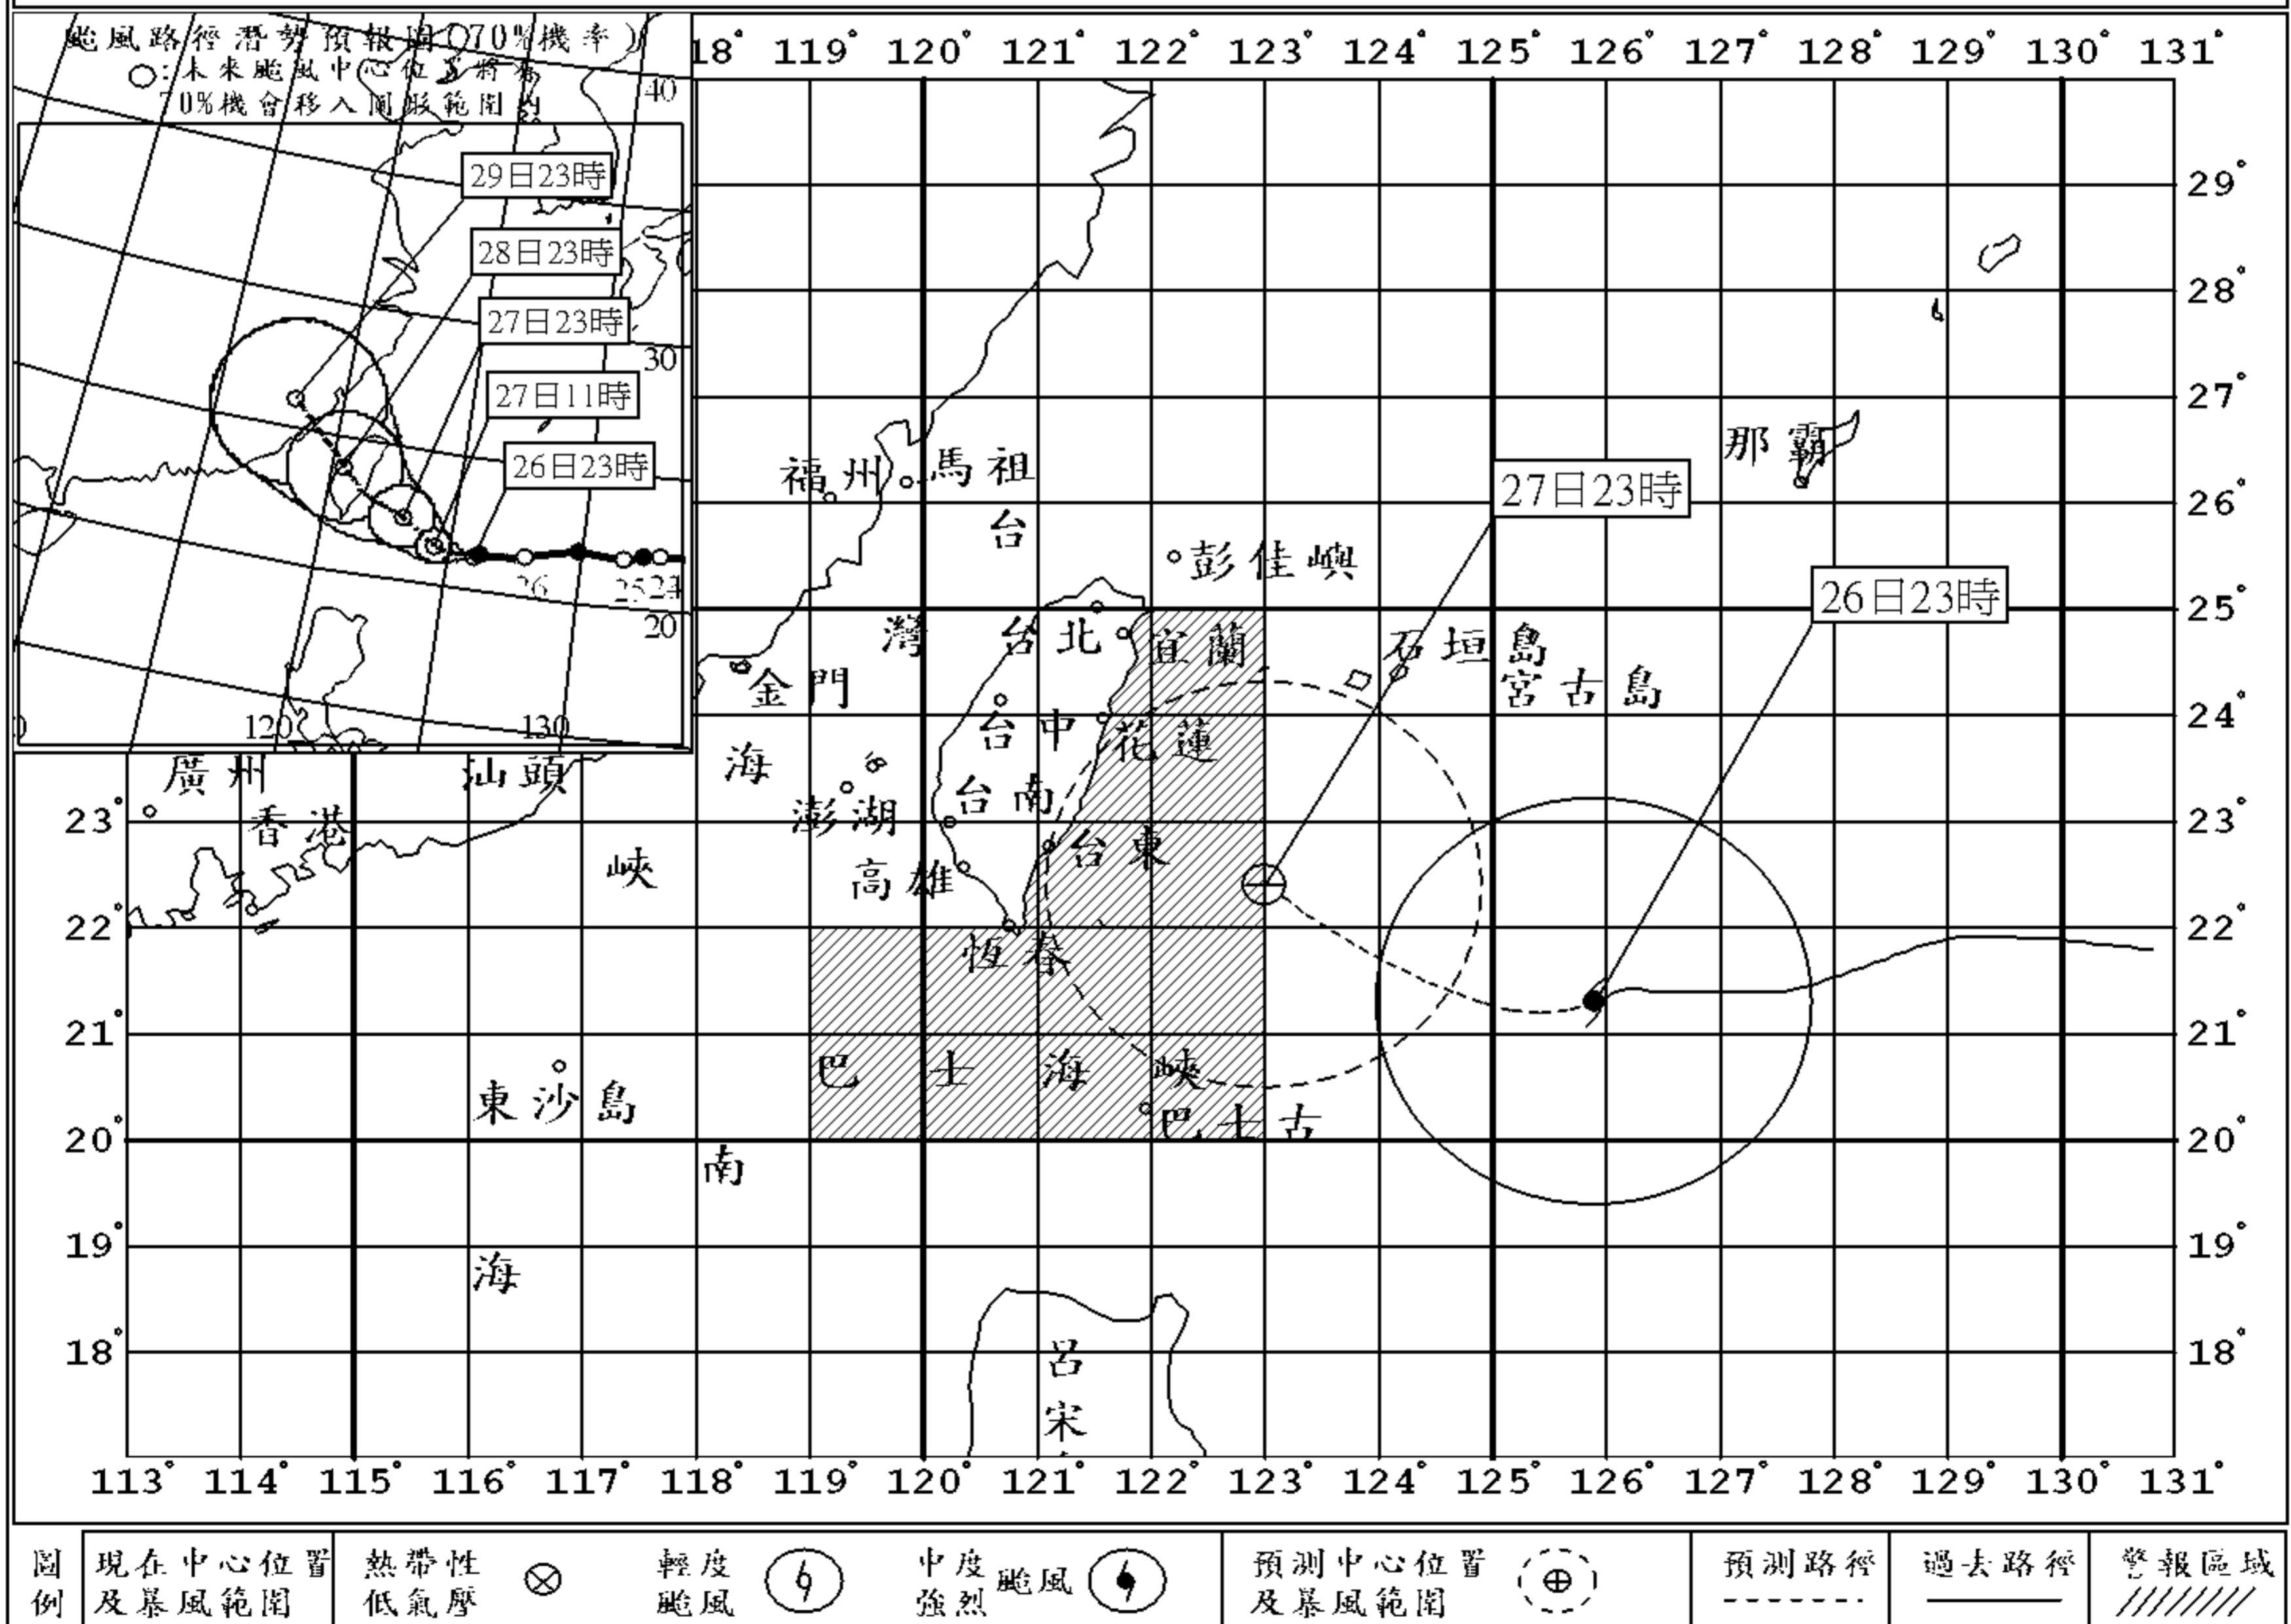 颱風路徑潛勢預報圖(70%機率)
○:未來颱風中心位置將有
70%機會移入圓形範圍內
40
29日23時
28日23時
27日23時
30
27日11時
26日23時
26
25
24
20
120
130
18° 119° 120° 121° 122° 123° 124° 125° 126° 127° 128° 129° 130° 131°
29°
28°
27°
那霸
福州
馬祖
27日23時
26°
台
彭佳嶼
26日23時
25°
灣
台北
宜蘭
石垣島
金門
宮古島
24°
台中
花蓮
海
廣州
汕頭
台南
23°
香港
澎湖
23°
台東
峽
高雄
22°
22°
恆春
21°
21°
巴士海峽
東沙島
巴士古
20°
20°
南
19°
19°
海
18°
18°
呂
宋
113° 114° 115° 116° 117° 118° 119° 120° 121° 122° 123° 124° 125° 126° 127° 128° 129° 130° 131°
圖例
現在中心位置
及暴風範圍
熱帶性
低氣壓
輕度
颱風
中度
強烈
颱風
預測中心位置
及暴風範圍
預測路徑
過去路徑
警報區域